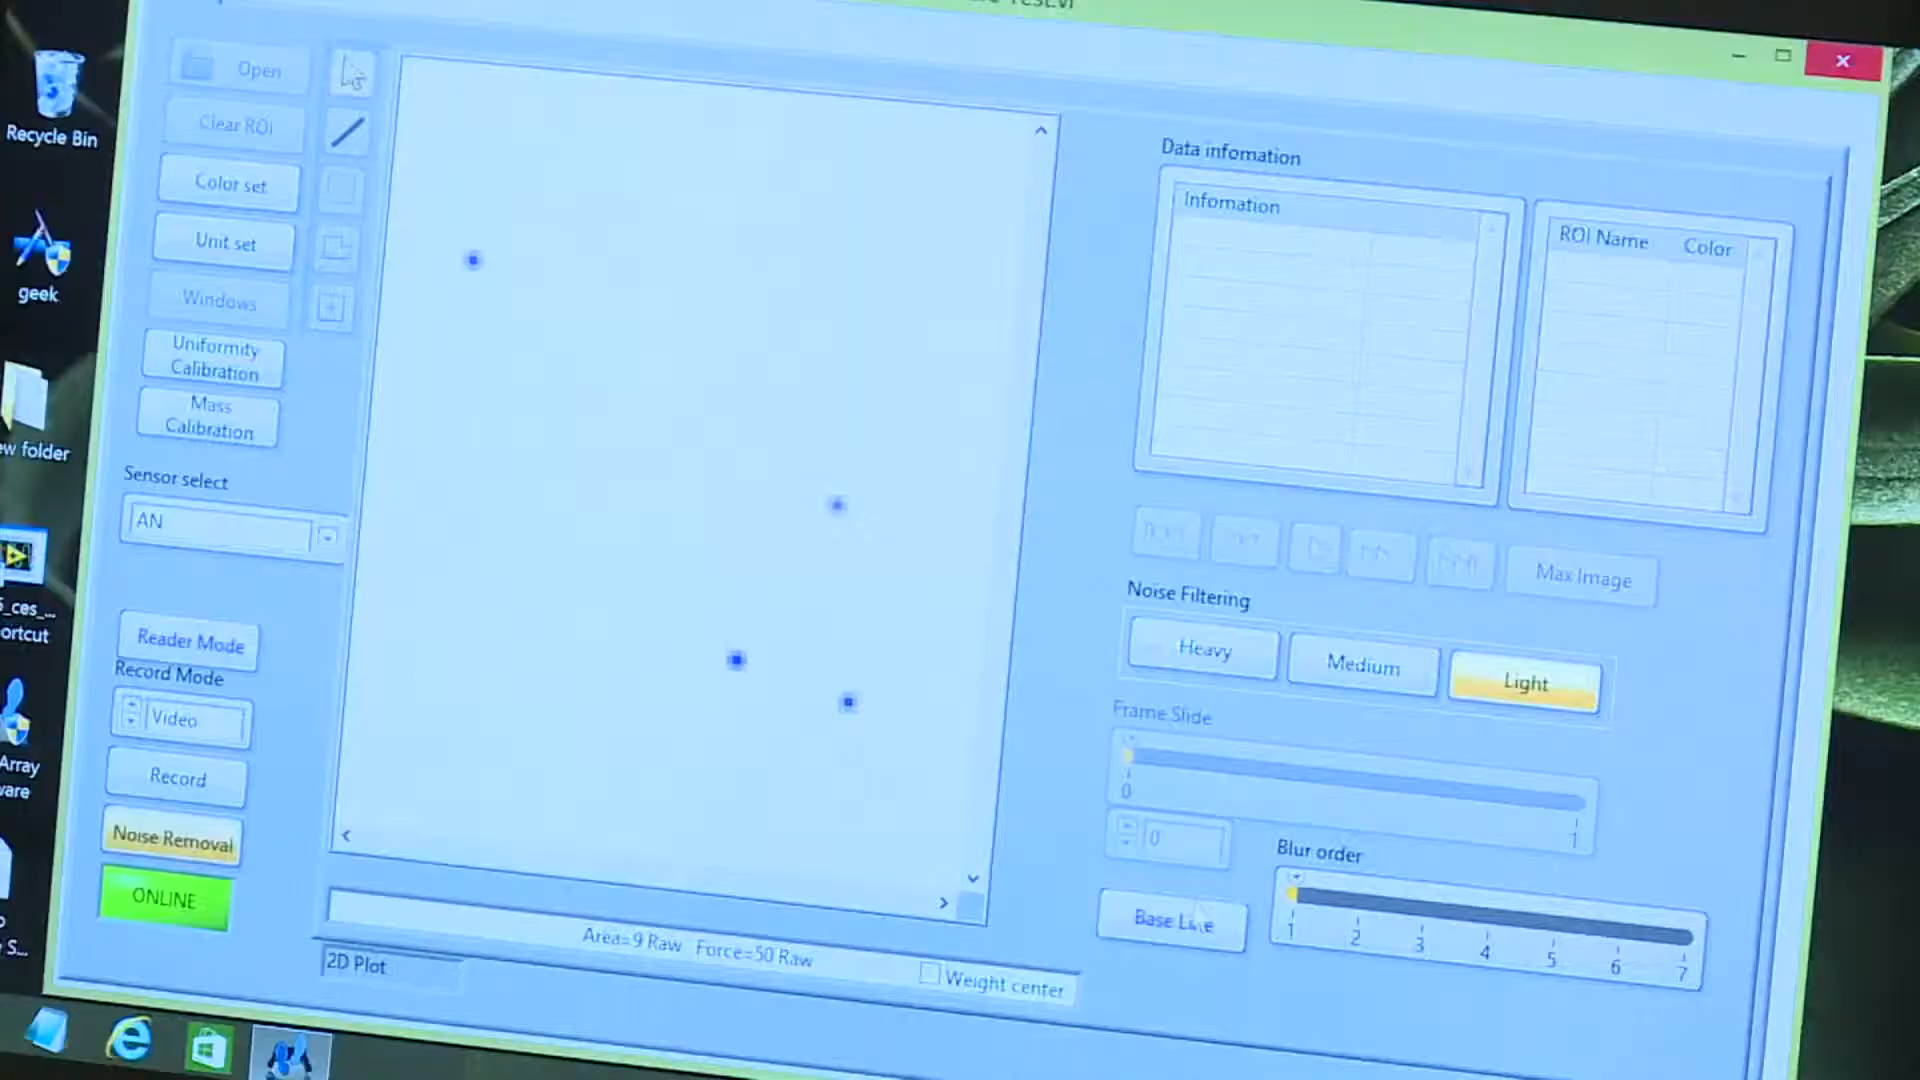 Recycle Bin
geek
ew folder
ortcut
Array
ware
Open
Clear ROI
Color set
Unit set
Windows
Uniformity
Calibration
Mass
Calibration
Sensor select
AN
Reader Mode
Record Mode
Video
Record
Noise Removal
ONLINE
Area=9 Raw Force=50 Raw
Weight center
2D Plot
Data infomation
Infomation
ROI Name Color
Max Image
Noise Filtering
Heavy Medium Light
Frame Slide
0 1
0
Base Line
Blur order
1 2 3 4 5 6 7